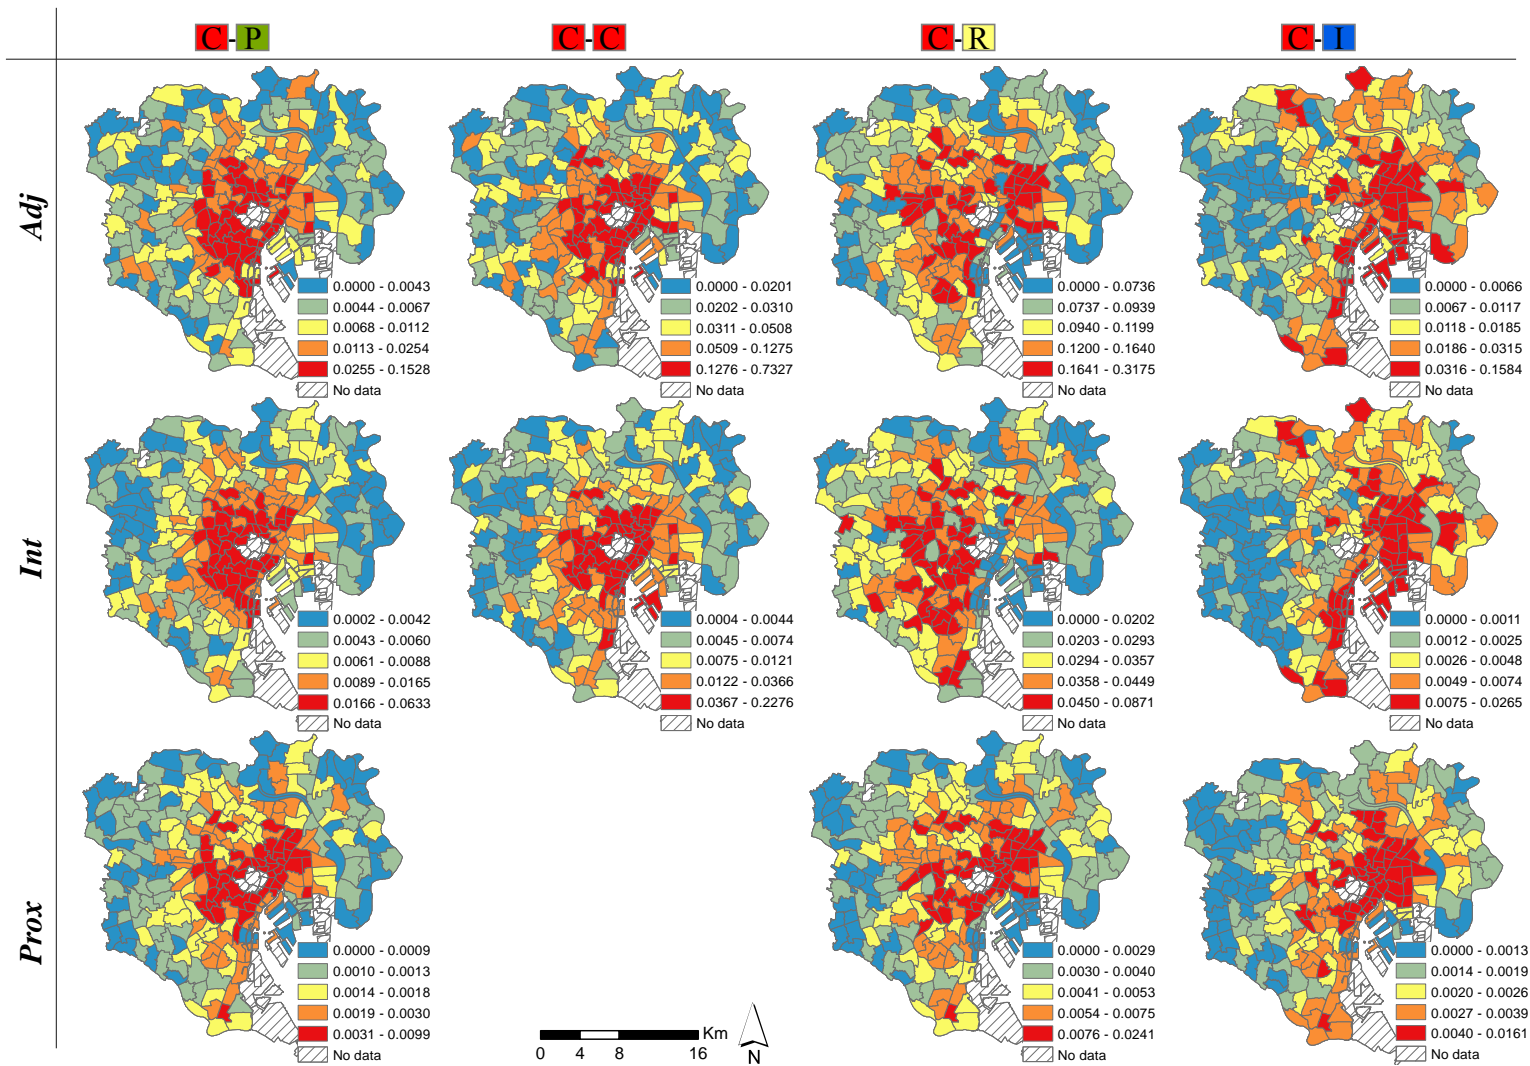 C-P C-C C-R C-I
Adj
0.0000 - 0.0043
0.0044 - 0.0067
0.0068 - 0.0112
0.0113 - 0.0254
0.0255 - 0.1528
No data
0.0000 - 0.0201
0.0202 - 0.0310
0.0311 - 0.0508
0.0509 - 0.1275
0.1276 - 0.7327
No data
0.0000 - 0.0736
0.0737 - 0.0939
0.0940 - 0.1199
0.1200 - 0.1640
0.1641 - 0.3175
No data
0.0000 - 0.0066
0.0067 - 0.0117
0.0118 - 0.0185
0.0186 - 0.0315
0.0316 - 0.1584
No data
Int
0.0002 - 0.0042
0.0043 - 0.0060
0.0061 - 0.0088
0.0089 - 0.0165
0.0166 - 0.0633
No data
0.0004 - 0.0044
0.0045 - 0.0074
0.0075 - 0.0121
0.0122 - 0.0366
0.0367 - 0.2276
No data
0.0000 - 0.0202
0.0203 - 0.0293
0.0294 - 0.0357
0.0358 - 0.0449
0.0450 - 0.0871
No data
0.0000 - 0.0011
0.0012 - 0.0025
0.0026 - 0.0048
0.0049 - 0.0074
0.0075 - 0.0265
No data
Prox
0.0000 - 0.0009
0.0010 - 0.0013
0.0014 - 0.0018
0.0019 - 0.0030
0.0031 - 0.0099
No data
Km
0 4 8 16
N
0.0000 - 0.0029
0.0030 - 0.0040
0.0041 - 0.0053
0.0054 - 0.0075
0.0076 - 0.0241
No data
0.0000 - 0.0013
0.0014 - 0.0019
0.0020 - 0.0026
0.0027 - 0.0039
0.0040 - 0.0161
No data